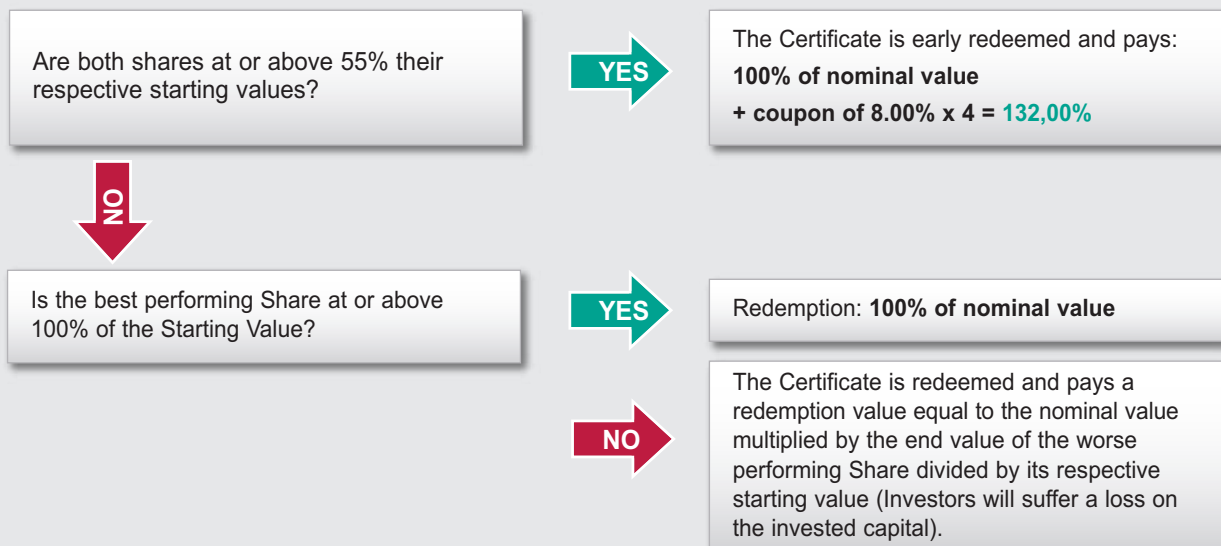 Are both shares at or above 55% their
respective starting values?
YES
The Certificate is early redeemed and pays:
100% of nominal value
+ coupon of 8.00% x 4 = 132,00%
NO
Is the best performing Share at or above
100% of the Starting Value?
YES
Redemption: 100% of nominal value
NO
The Certificate is redeemed and pays a
redemption value equal to the nominal value
multiplied by the end value of the worse
performing Share divided by its respective
starting value (Investors will suffer a loss on
the invested capital).